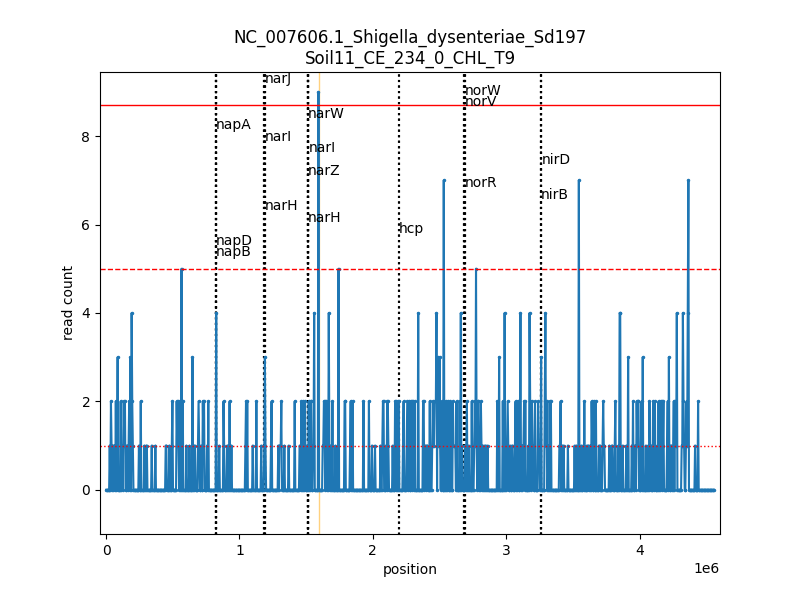 NC_007606.1_Shigella_dysenteriae_Sd197
Soil11_CE_234_0_CHL_T9
narJ
norW
norV
narW
napA
narI
narI
nirD
narZ
norR
nirB
narH
narH
hcp
napD
napB
read count
8
6
4
2
0
0
1
2
3
4
1e6
position